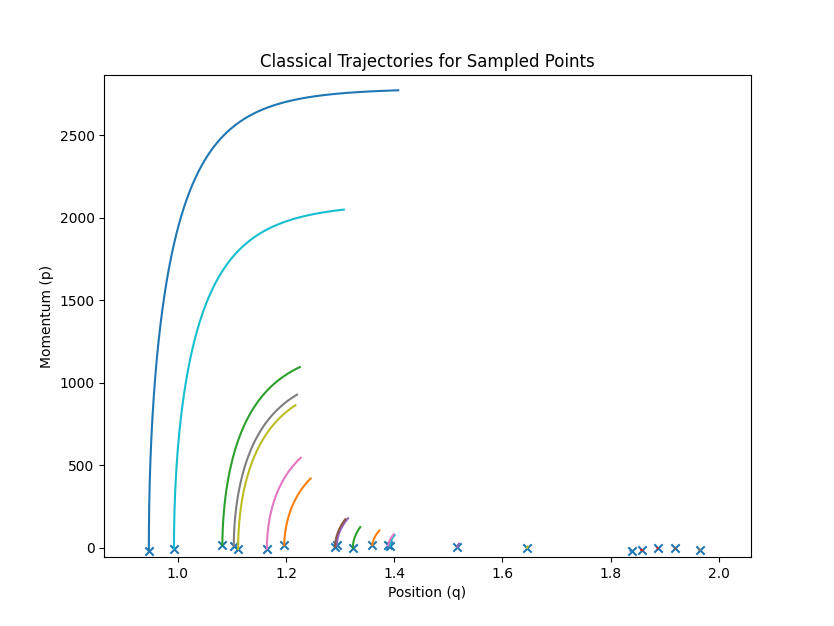 Classical Trajectories for Sampled Points
2500
2000
1500
1000
500
0
Momentum (p)
1.0 1.2 1.4 1.6 1.8 2.0
Position (q)